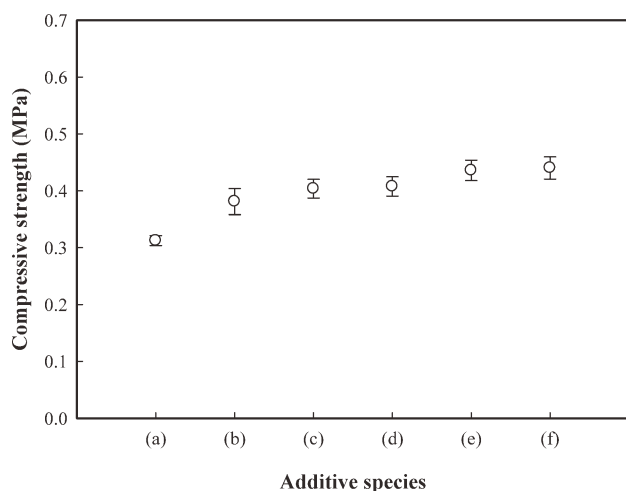 0.7
0.6
0.5
0.4
0.3
0.2
0.1
0.0
Compressive strength (MPa)
(a) (b) (c) (d) (e) (f)
Additive species